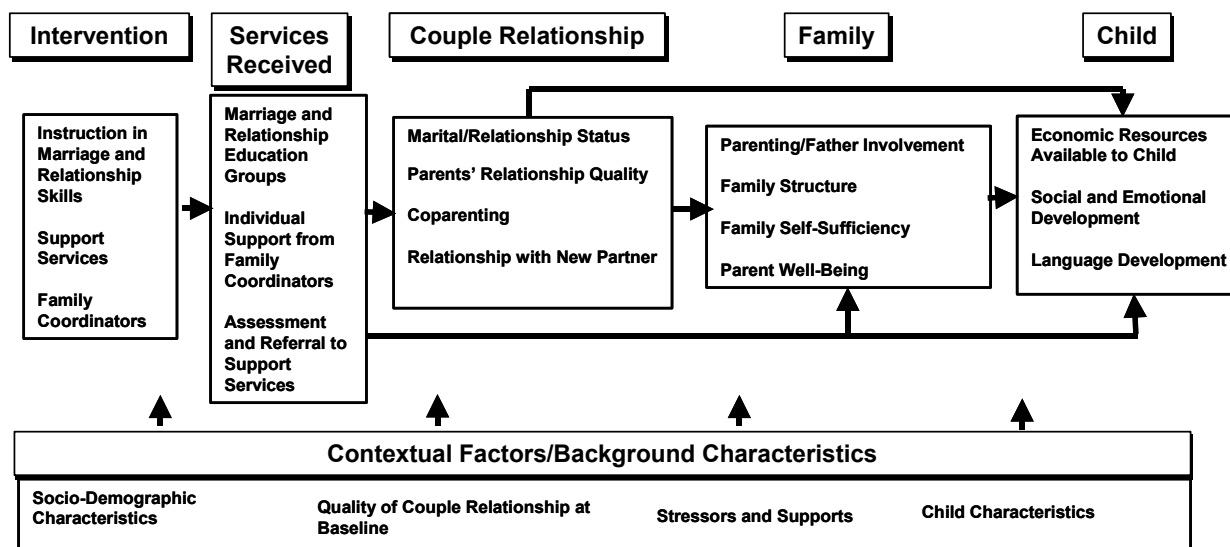 Intervention
Services
Received
Couple Relationship
Family
Child
Instruction in
Marriage and
Relationship
Skills
Support
Services
Family
Coordinators
Marriage and
Relationship
Education
Groups
Individual
Support from
Family
Coordinators
Assessment
and Referral to
Support
Services
Marital/Relationship Status
Parents' Relationship Quality
Coparenting
Relationship with New Partner
Parenting/Father Involvement
Family Structure
Family Self-Sufficiency
Parent Well-Being
Economic Resources
Available to Child
Social and Emotional
Development
Language Development
Contextual Factors/Background Characteristics
Socio-Demographic
Characteristics
Quality of Couple Relationship at
Baseline
Stressors and Supports
Child Characteristics